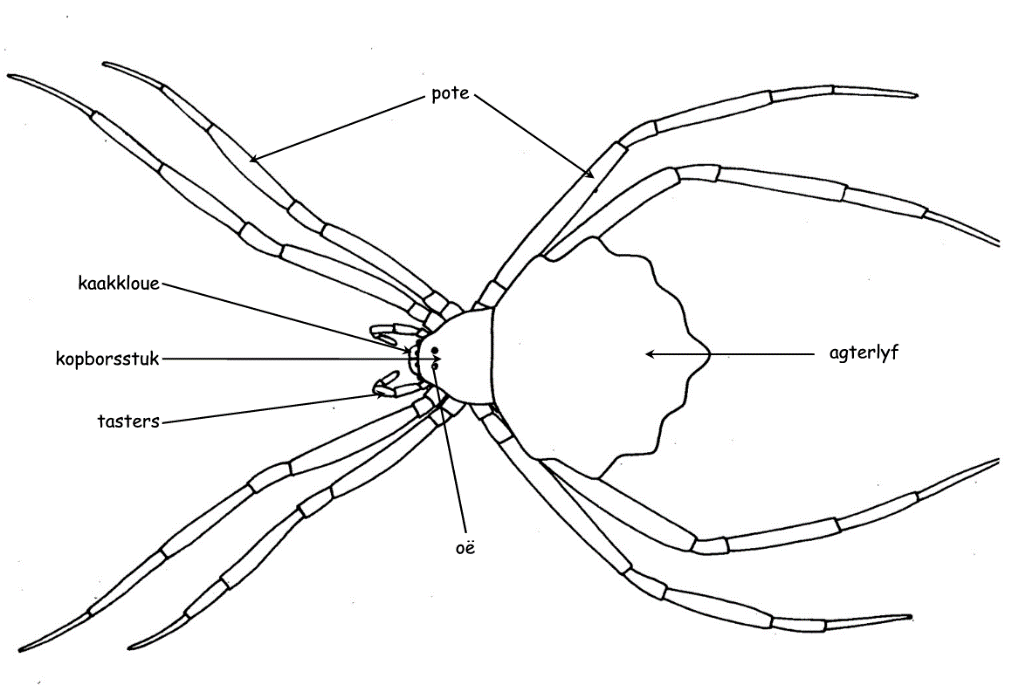 pote
kaakkloue
kopborsstuk
agterlyf
tasters
oë